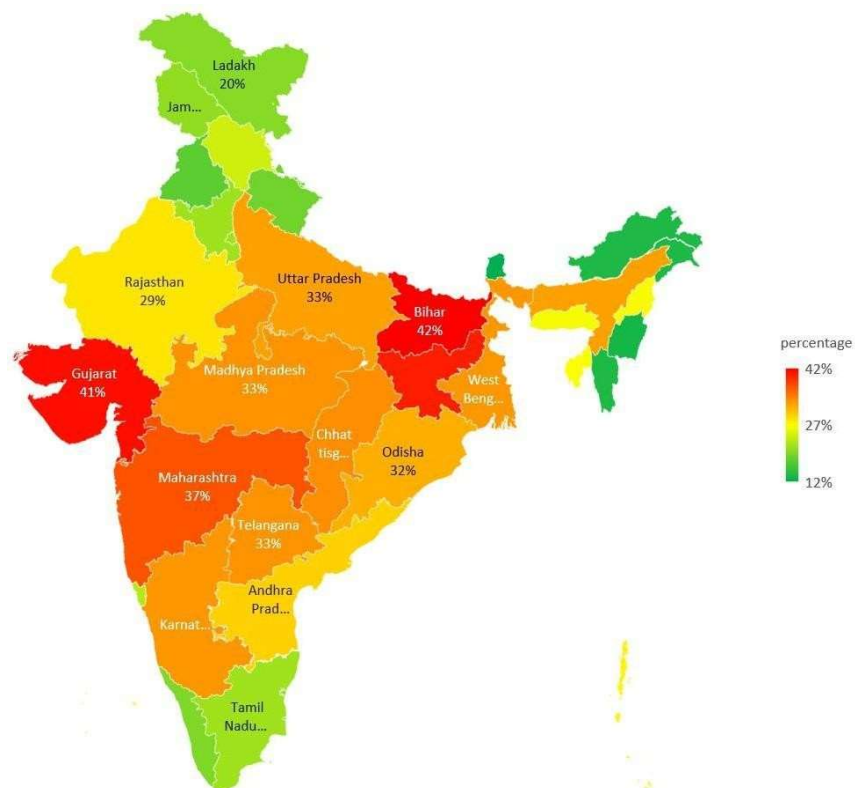 Ladakh
20%
Jam...
Rajasthan
29%
Uttar Pradesh
33%
Bihar
42%
Gujarat
41%
Madhya Pradesh
33%
West
Beng...
Chhat
tisg...
Odisha
32%
Maharashtra
37%
Telangana
33%
Andhra
Prad...
Karnat...
Tamil
Nadu...
percentage
42%
27%
12%